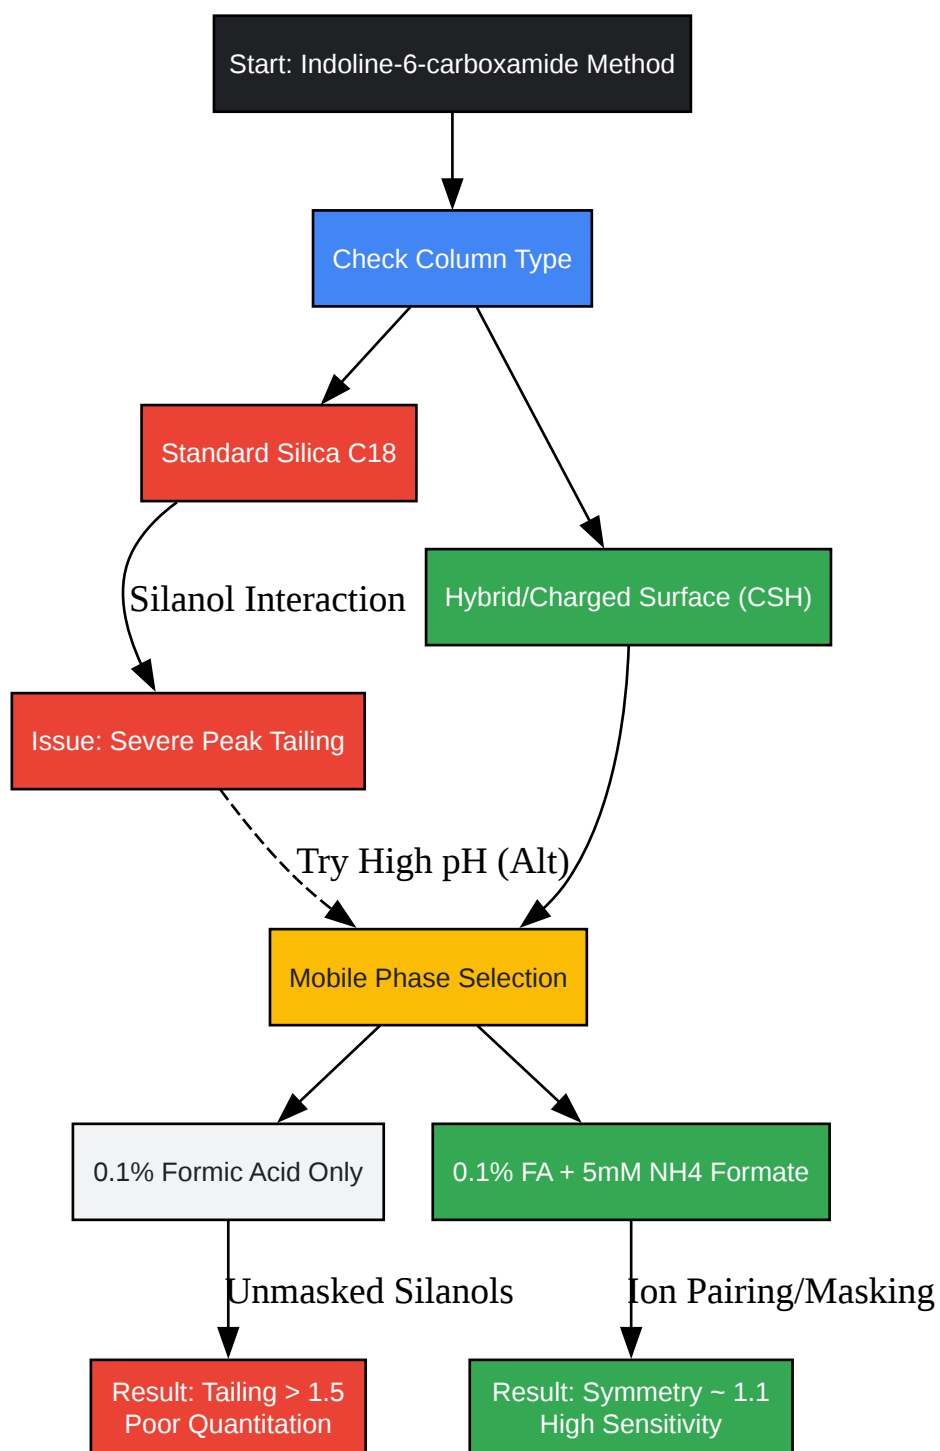 Start: Indoline-6-carboxamide Method
Check Column Type
Standard Silica C18
Silanol Interaction
Hybrid/Charged Surface (CSH)
Issue: Severe Peak Tailing
Try High pH (Alt)
Mobile Phase Selection
0.1% Formic Acid Only
0.1% FA + 5mM NH4 Formate
Unmasked Silanols
Ion Pairing/Masking
Result: Tailing > 1.5
Poor Quantitation
Result: Symmetry ~ 1.1
High Sensitivity